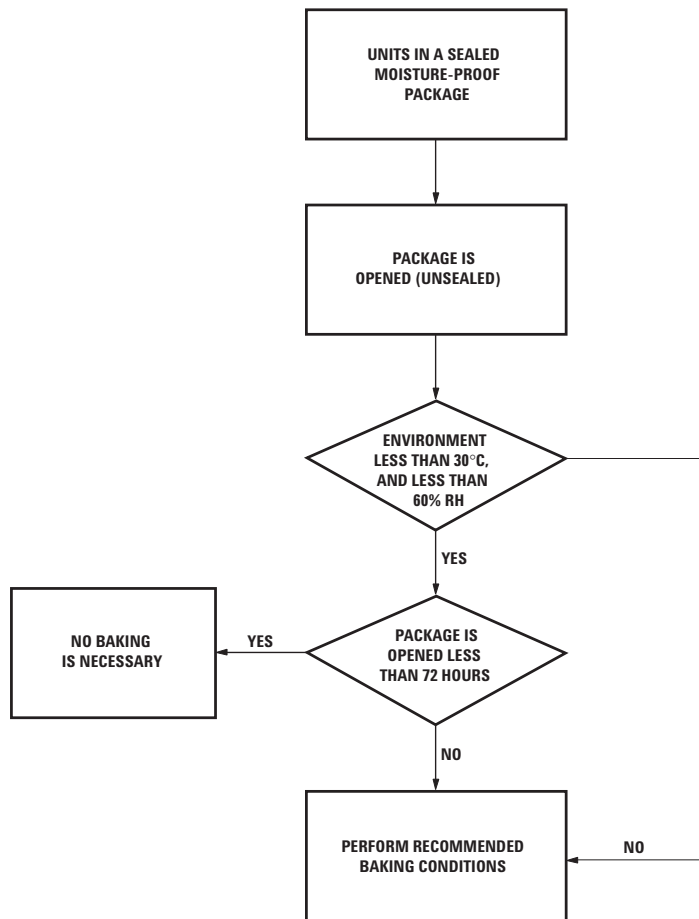 UNITS IN A SEALED
MOISTURE-PROOF
PACKAGE
PACKAGE IS
OPENED (UNSEALED)
ENVIRONMENT
LESS THAN 30°C,
AND LESS THAN
60% RH
YES
NO BAKING
IS NECESSARY
YES
PACKAGE IS
OPENED LESS
THAN 72 HOURS
NO
PERFORM RECOMMENDED
BAKING CONDITIONS
NO